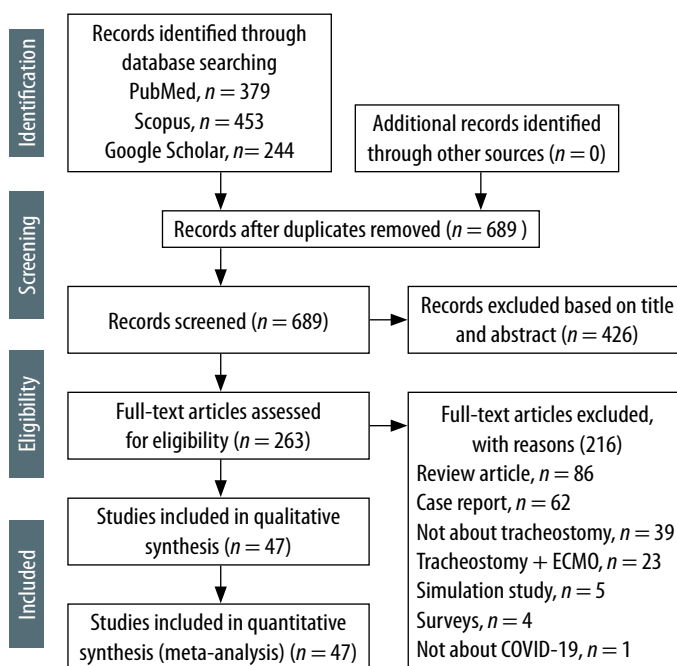 Identification
Records identified through
database searching
PubMed, n = 379
Scopus, n = 453
Google Scholar, n= 244
Additional records identified
through other sources (n = 0)
Screening
Records after duplicates removed (n = 689 )
Records screened (n = 689)
Records excluded based on title
and abstract (n = 426)
Eligibility
Full-text articles assessed
for eligibility (n = 263)
Full-text articles excluded,
with reasons (216)
Review article, n = 86
Case report, n = 62
Not about tracheostomy, n = 39
Tracheostomy + ECMO, n = 23
Simulation study, n = 5
Surveys, n = 4
Not about COVID-19, n = 1
Included
Studies included in qualitative
synthesis (n = 47)
Studies included in quantitative
synthesis (meta-analysis) (n = 47)